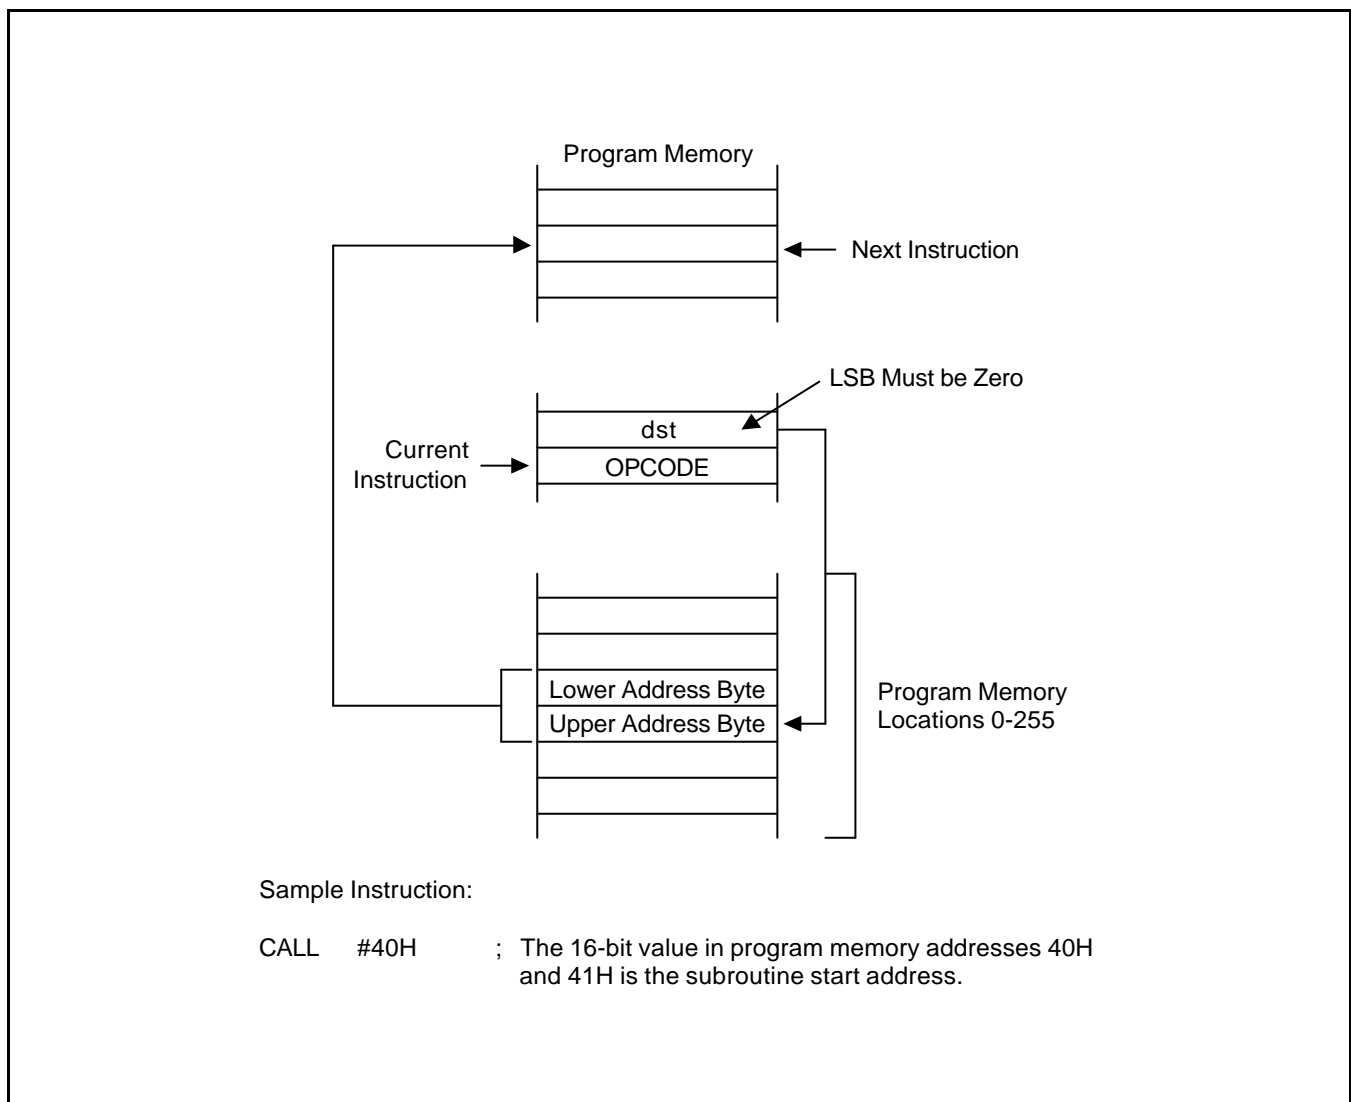 Program Memory
Next Instruction
LSB Must be Zero
dst
Current
Instruction
OPCODE
Lower Address Byte
Upper Address Byte
Program Memory
Locations 0-255
Sample Instruction:
CALL #40H ; The 16-bit value in program memory addresses 40H
and 41H is the subroutine start address.